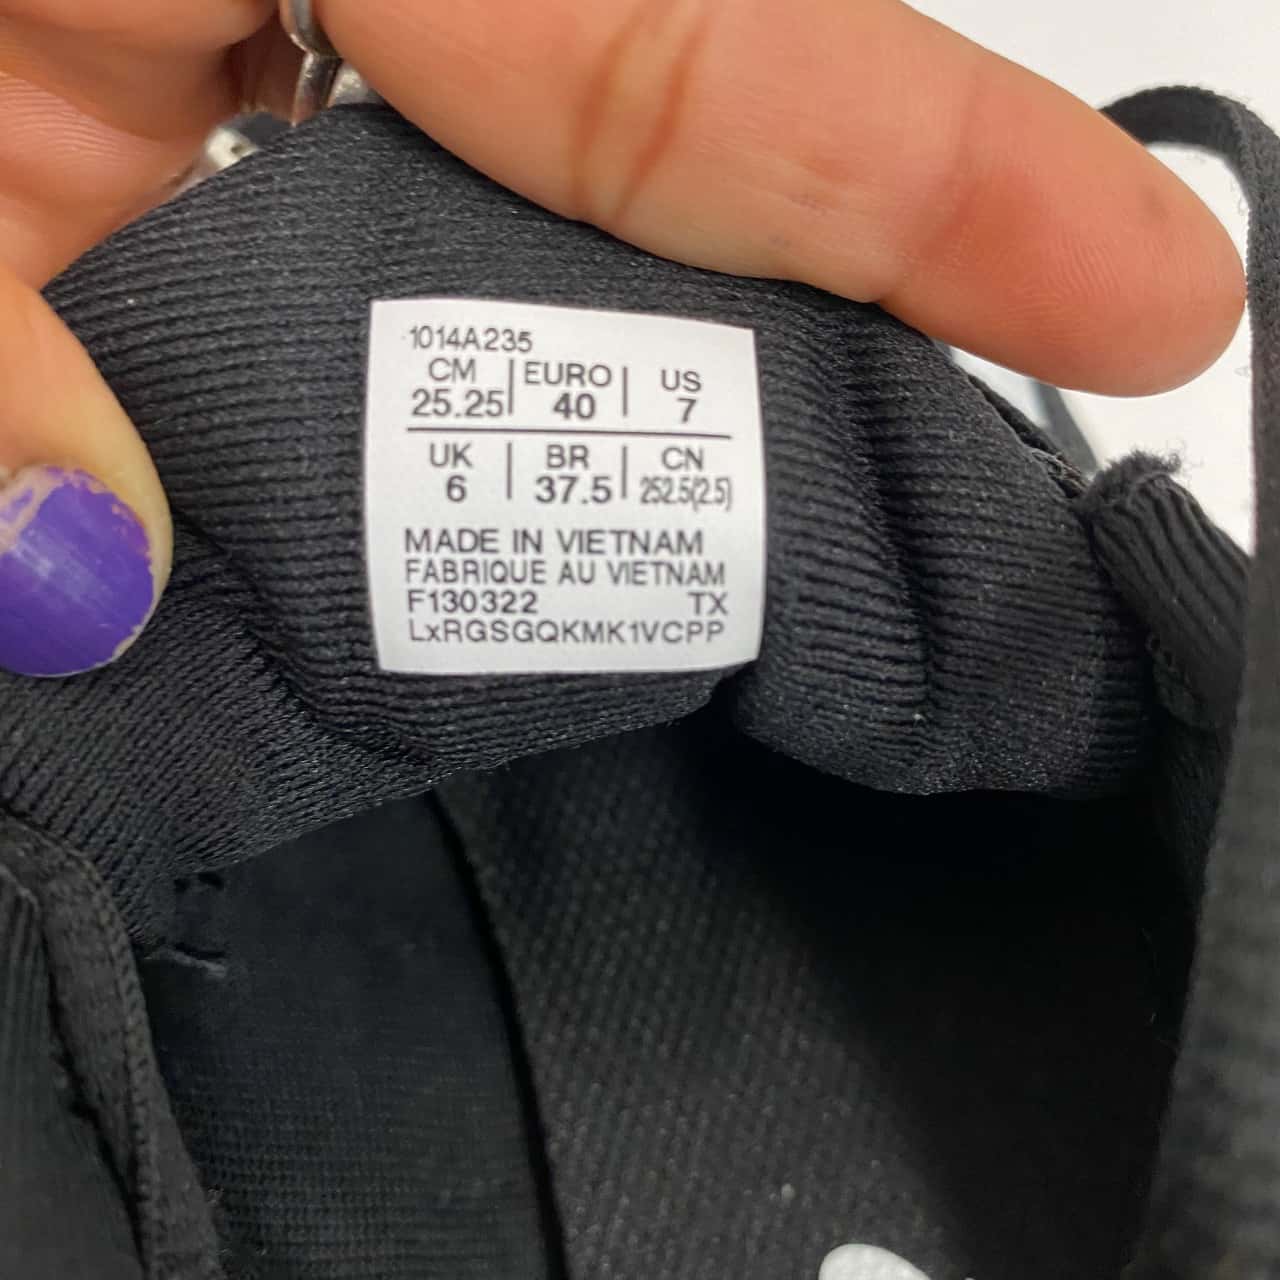 1014A235
CM | EURO | US
25.25 | 40 | 7
UK | BR | CN
6 | 37.5 | 252.5(2.5)
MADE IN VIETNAM
FABRIQUE AU VIETNAM
F130322 TX
LxRGSGQKMK1VCPP